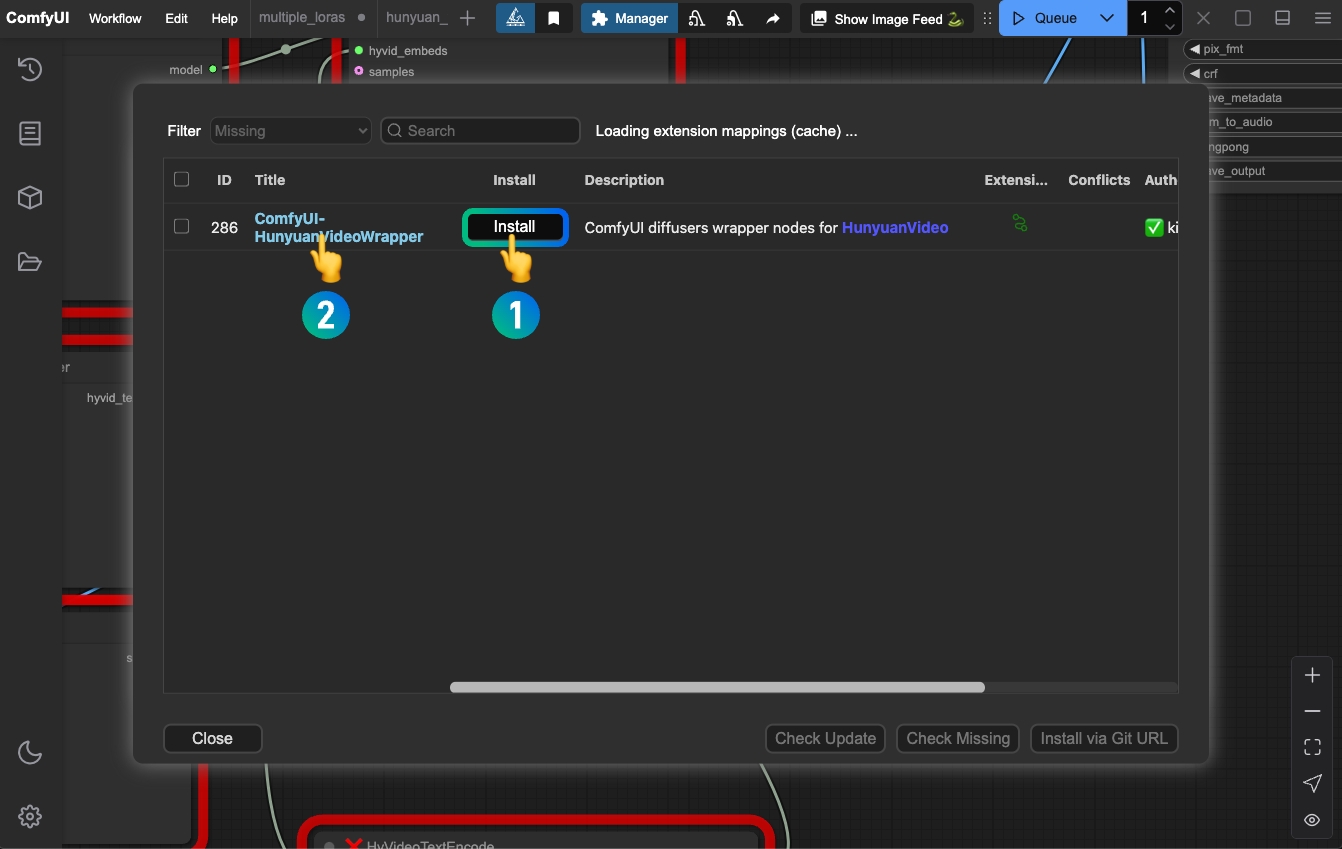 ComfyUI Workflow Edit Help multiple_loras hunyuan_ Manager Show Image Feed Queue 1
model
hyvid_embeds
samples
pix_fmt
crf
ve_metadata
m_to_audio
ngpong
ve_output
Filter Missing Search Loading extension mappings (cache) ...
ID Title Install Description Extensi... Conflicts Auth
286 ComfyUI-
HunyuanVideoWrapper
Install
ComfyUI diffusers wrapper nodes for HunyuanVideo
ki
2 1
er
hyvid_te
s
Close Check Update Check Missing Install via Git URL
HyVideoTextEncode